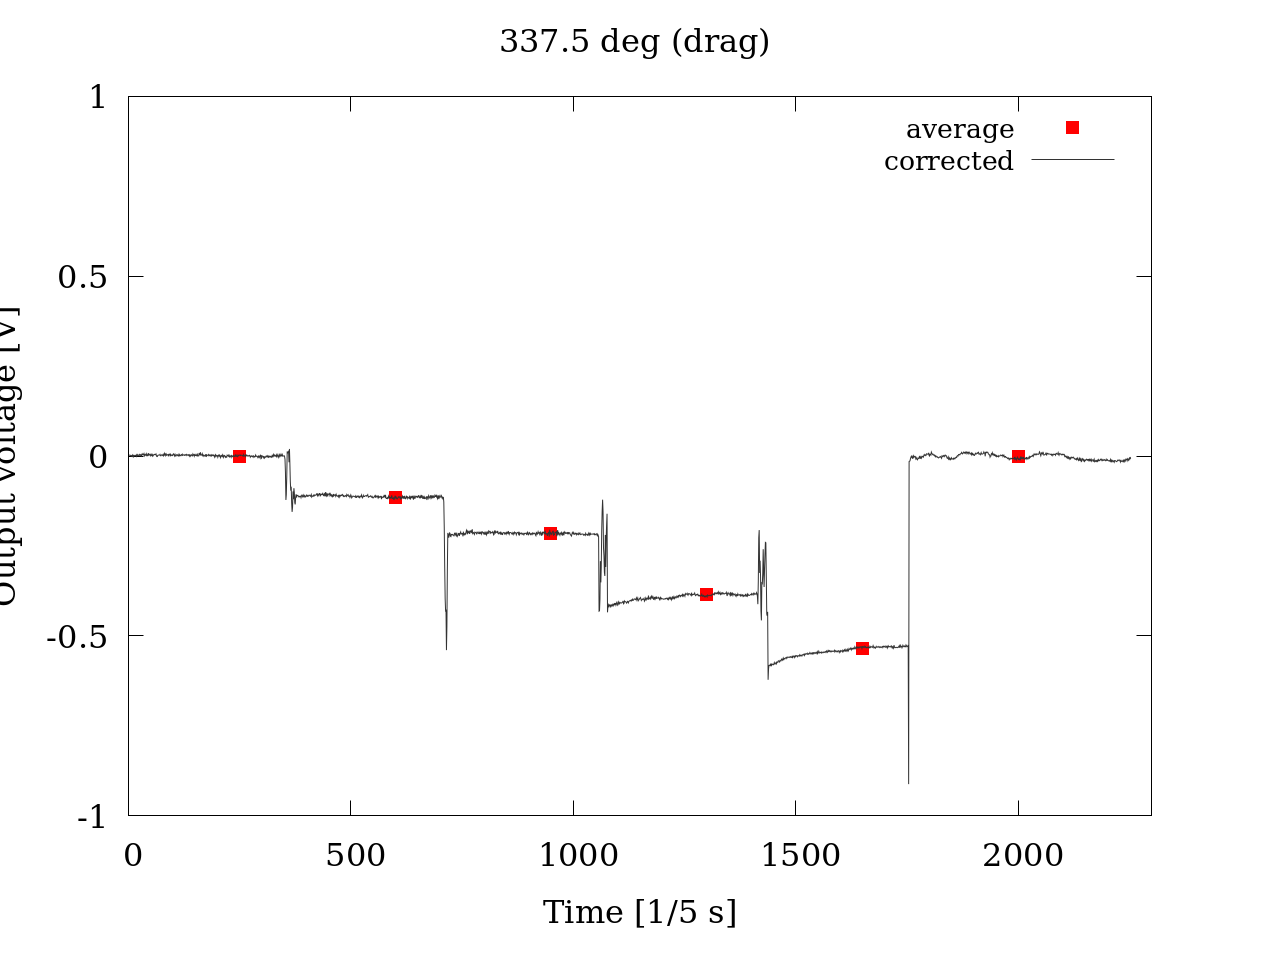 337.5 deg (drag)
average
corrected
1
0.5
0
-0.5
-1
Output voltage [V]
0 500 1000 1500 2000
Time [1/5 s]